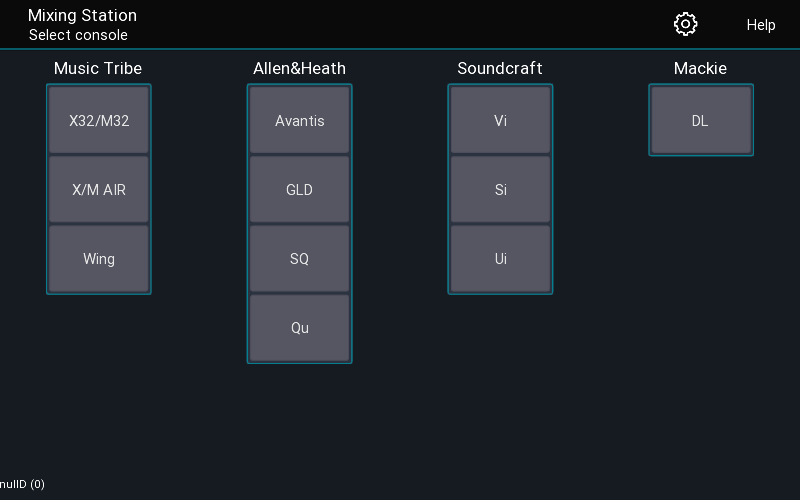 Mixing Station
Select console
Help
Music Tribe
X32/M32
X/M AIR
Wing
Allen&Heath
Avantis
GLD
SQ
Qu
Soundcraft
Vi
Si
Ui
Mackie
DL
nullD (0)